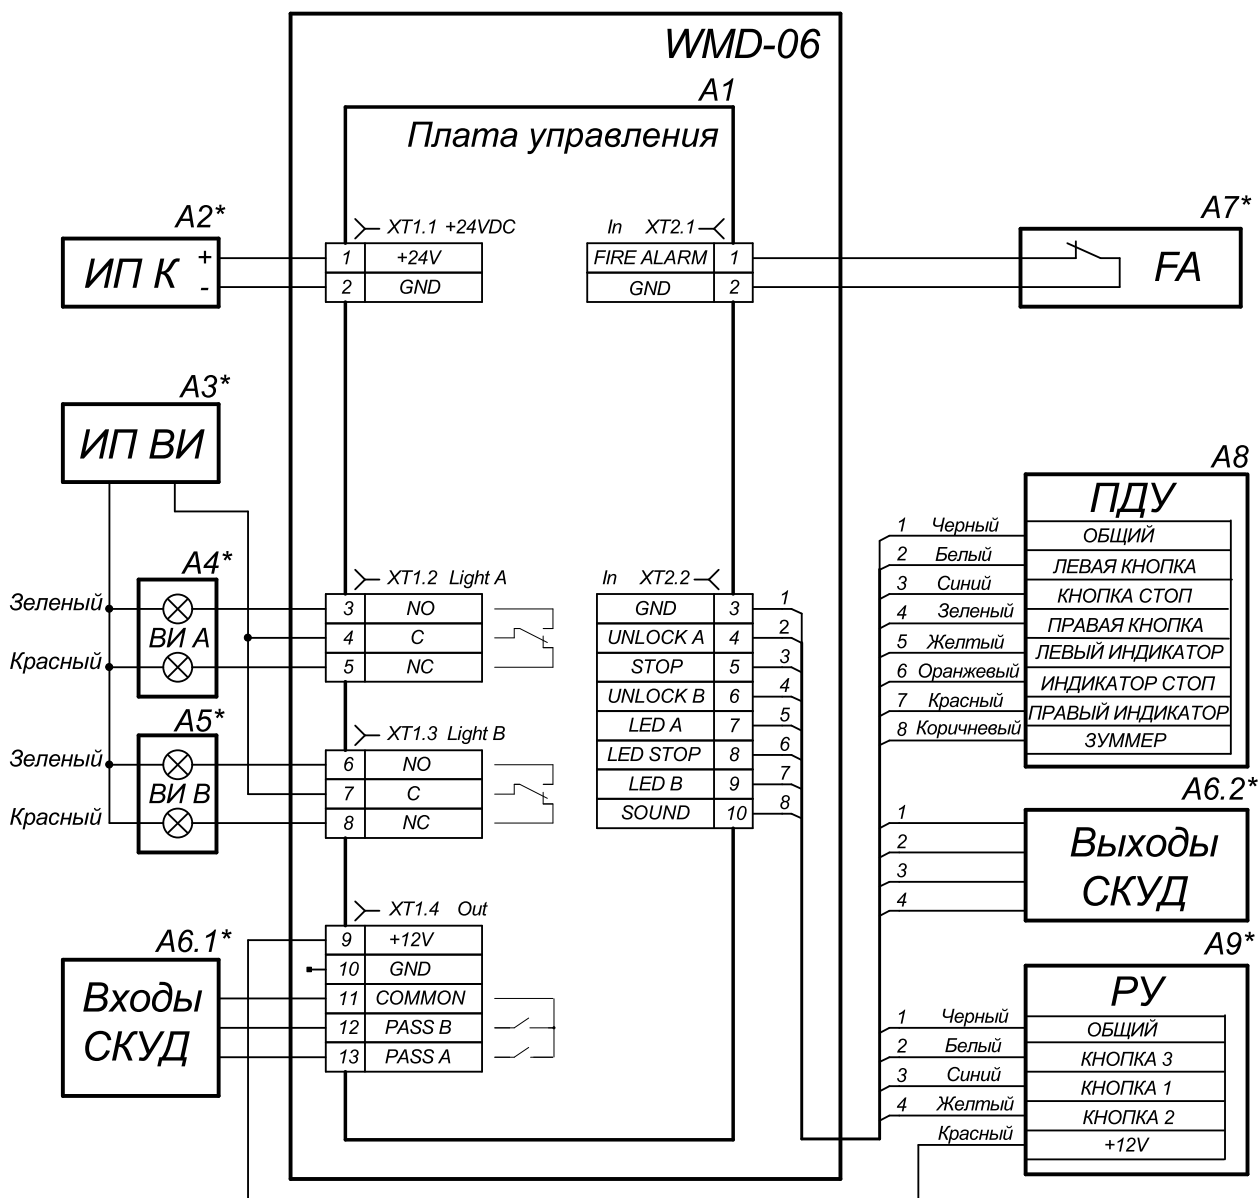 WMD-06
A1
Плата управления
A2*
ИП К
+
-
XT1.1 +24VDC
1 +24V
2 GND
In XT2.1
FIRE ALARM 1
GND 2
A7*
FA
A3*
ИП ВИ
A4*
Зеленый
ВИ А
Красный
XT1.2 Light A
3 NO
4 C
5 NC
A5*
Зеленый
ВИ В
Красный
XT1.3 Light B
6 NO
7 C
8 NC
XT1.4 Out
9 +12V
10 GND
11 COMMON
12 PASS B
13 PASS A
A6.1*
Входы
СКУД
In XT2.2
GND 3 1
UNLOCK A 4 2
STOP 5 3
UNLOCK B 6 4
LED A 7 5
LED STOP 8 6
LED B 9 7
SOUND 10 8
A8
ПДУ
1 Черный ОБЩИЙ
2 Белый ЛЕВАЯ КНОПКА
3 Синий КНОПКА СТОП
4 Зеленый ПРАВАЯ КНОПКА
5 Желтый ЛЕВЫЙ ИНДИКАТОР
6 Оранжевый ИНДИКАТОР СТОП
7 Красный ПРАВЫЙ ИНДИКАТОР
8 Коричневый ЗУММЕР
A6.2*
1
2
3
4
Выходы
СКУД
A9*
РУ
1 Черный ОБЩИЙ
2 Белый КНОПКА 3
3 Синий КНОПКА 1
4 Желтый КНОПКА 2
Красный +12V